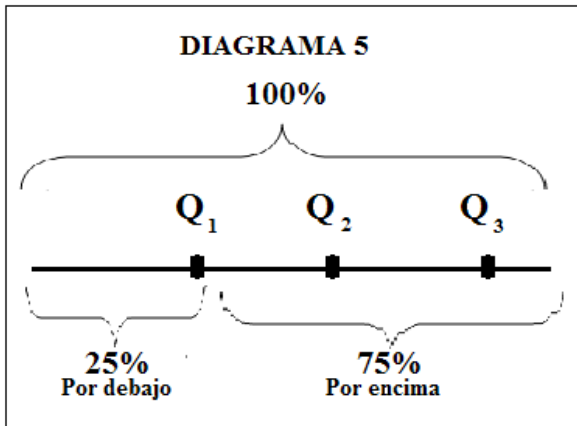 DIAGRAMA 5
100%
Q1 Q2 Q3
25% 75%
Por debajo Por encima